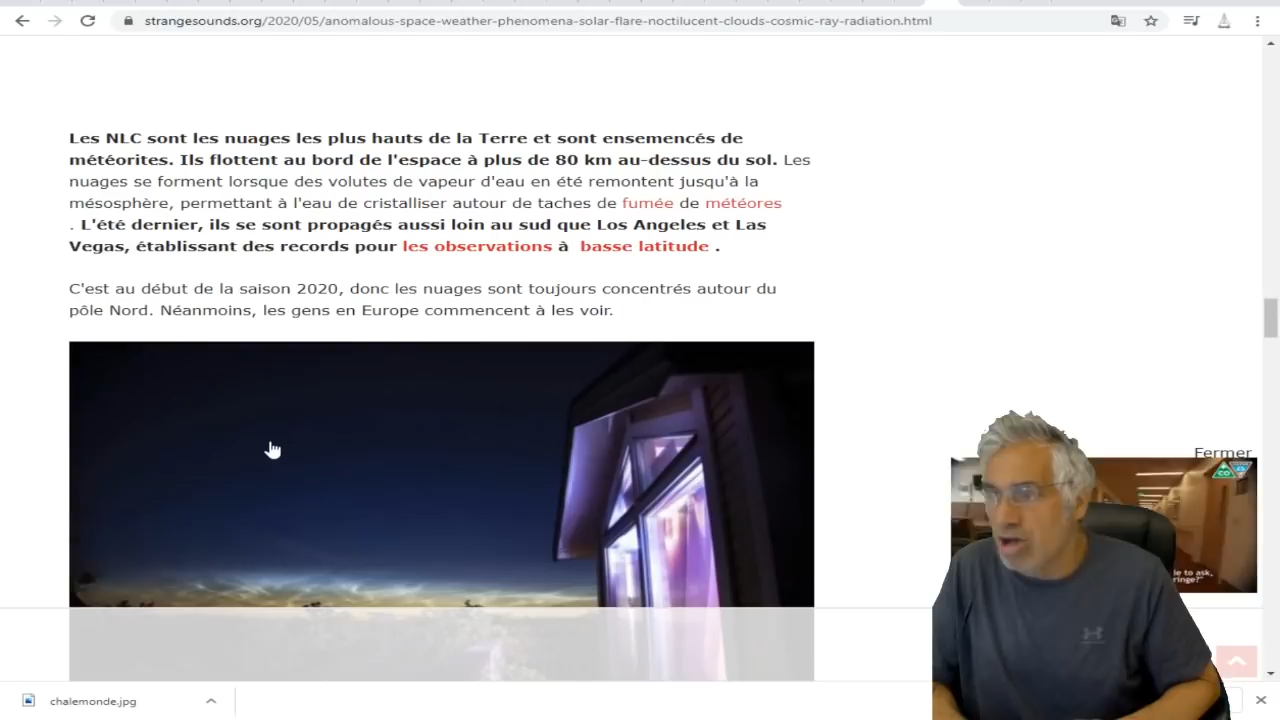 strangesounds.org/2020/05/anomalous-space-weather-phenomena-solar-flare-noctilucent-clouds-cosmic-ray-radiation.html
Les NLC sont les nuages les plus hauts de la Terre et sont ensemencés de
météorites. Ils flottent au bord de l'espace à plus de 80 km au-dessus du sol. Les
nuages se forment lorsque des volutes de vapeur d'eau en été remontent jusqu'à la
mésosphère, permettant à l'eau de cristalliser autour de taches de fumée de météores
. L'été dernier, ils se sont propagés aussi loin au sud que Los Angeles et Las
Vegas, établissant des records pour les observations à basse latitude .
C'est au début de la saison 2020, donc les nuages sont toujours concentrés autour du
pôle Nord. Néanmoins, les gens en Europe commencent à les voir.
Fermer
CO
le to ask,
ringe?"
chalemonde.jpg